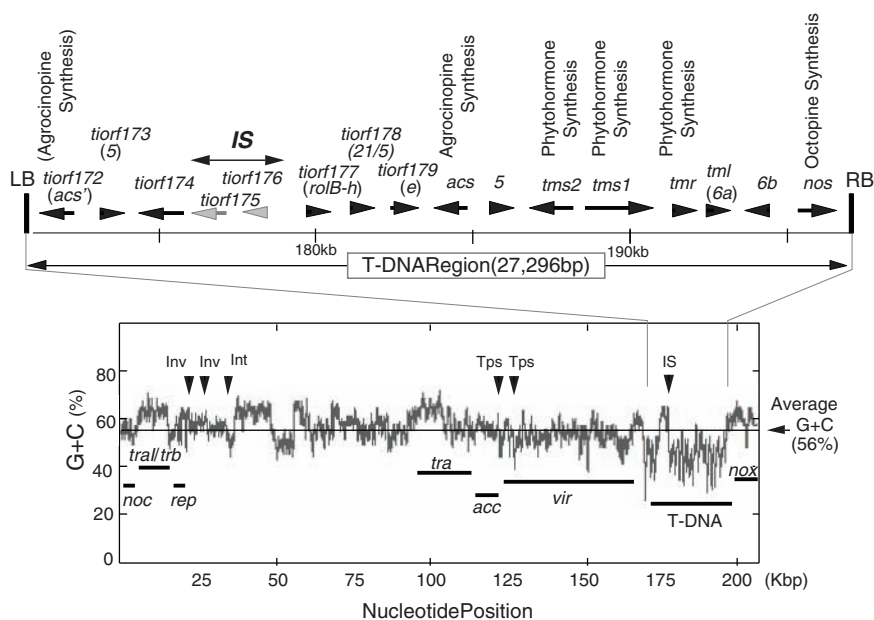 (Agrocinopine Synthesis)
Agrocinopine Synthesis
Phytohormone Synthesis
Phytohormone Synthesis
Phytohormone Synthesis
Octopine Synthesis
LB
tiorf172
(acs')
tiorf173
(5)
tiorf174
IS
tiorf175
tiorf176
tiorf177
(rolB-h)
tiorf178
(21/5)
tiorf179
(e)
acs
5
tms2
tms1
tmr
tml
(6a)
6b
nos
RB
180kb
190kb
T-DNARegion(27,296bp)
G+C (%)
80
60
40
20
0
Inv
Inv
Int
Tps
Tps
IS
Average
G+C
(56%)
traI/trb
noc
rep
tra
acc
vir
T-DNA
nox
25 50 75 100 125 150 175 200 (Kbp)
NucleotidePosition